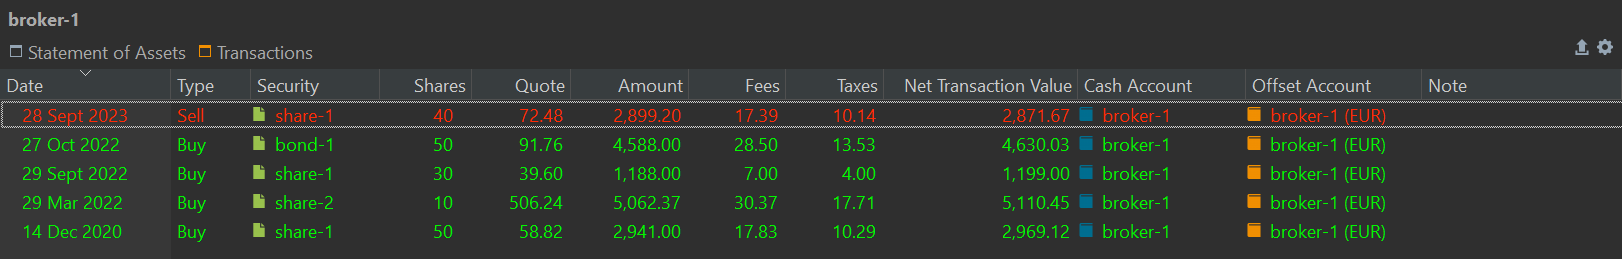 broker-1
Statement of Assets Transactions
Date Type Security Shares Quote Amount Fees Taxes Net Transaction Value Cash Account Offset Account Note
28 Sept 2023 Sell share-1 40 72.48 2,899.20 17.39 10.14 2,871.67 broker-1 broker-1 (EUR)
27 Oct 2022 Buy bond-1 50 91.76 4,588.00 28.50 13.53 4,630.03 broker-1 broker-1 (EUR)
29 Sept 2022 Buy share-1 30 39.60 1,188.00 7.00 4.00 1,199.00 broker-1 broker-1 (EUR)
29 Mar 2022 Buy share-2 10 506.24 5,062.37 30.37 17.71 5,110.45 broker-1 broker-1 (EUR)
14 Dec 2020 Buy share-1 50 58.82 2,941.00 17.83 10.29 2,969.12 broker-1 broker-1 (EUR)